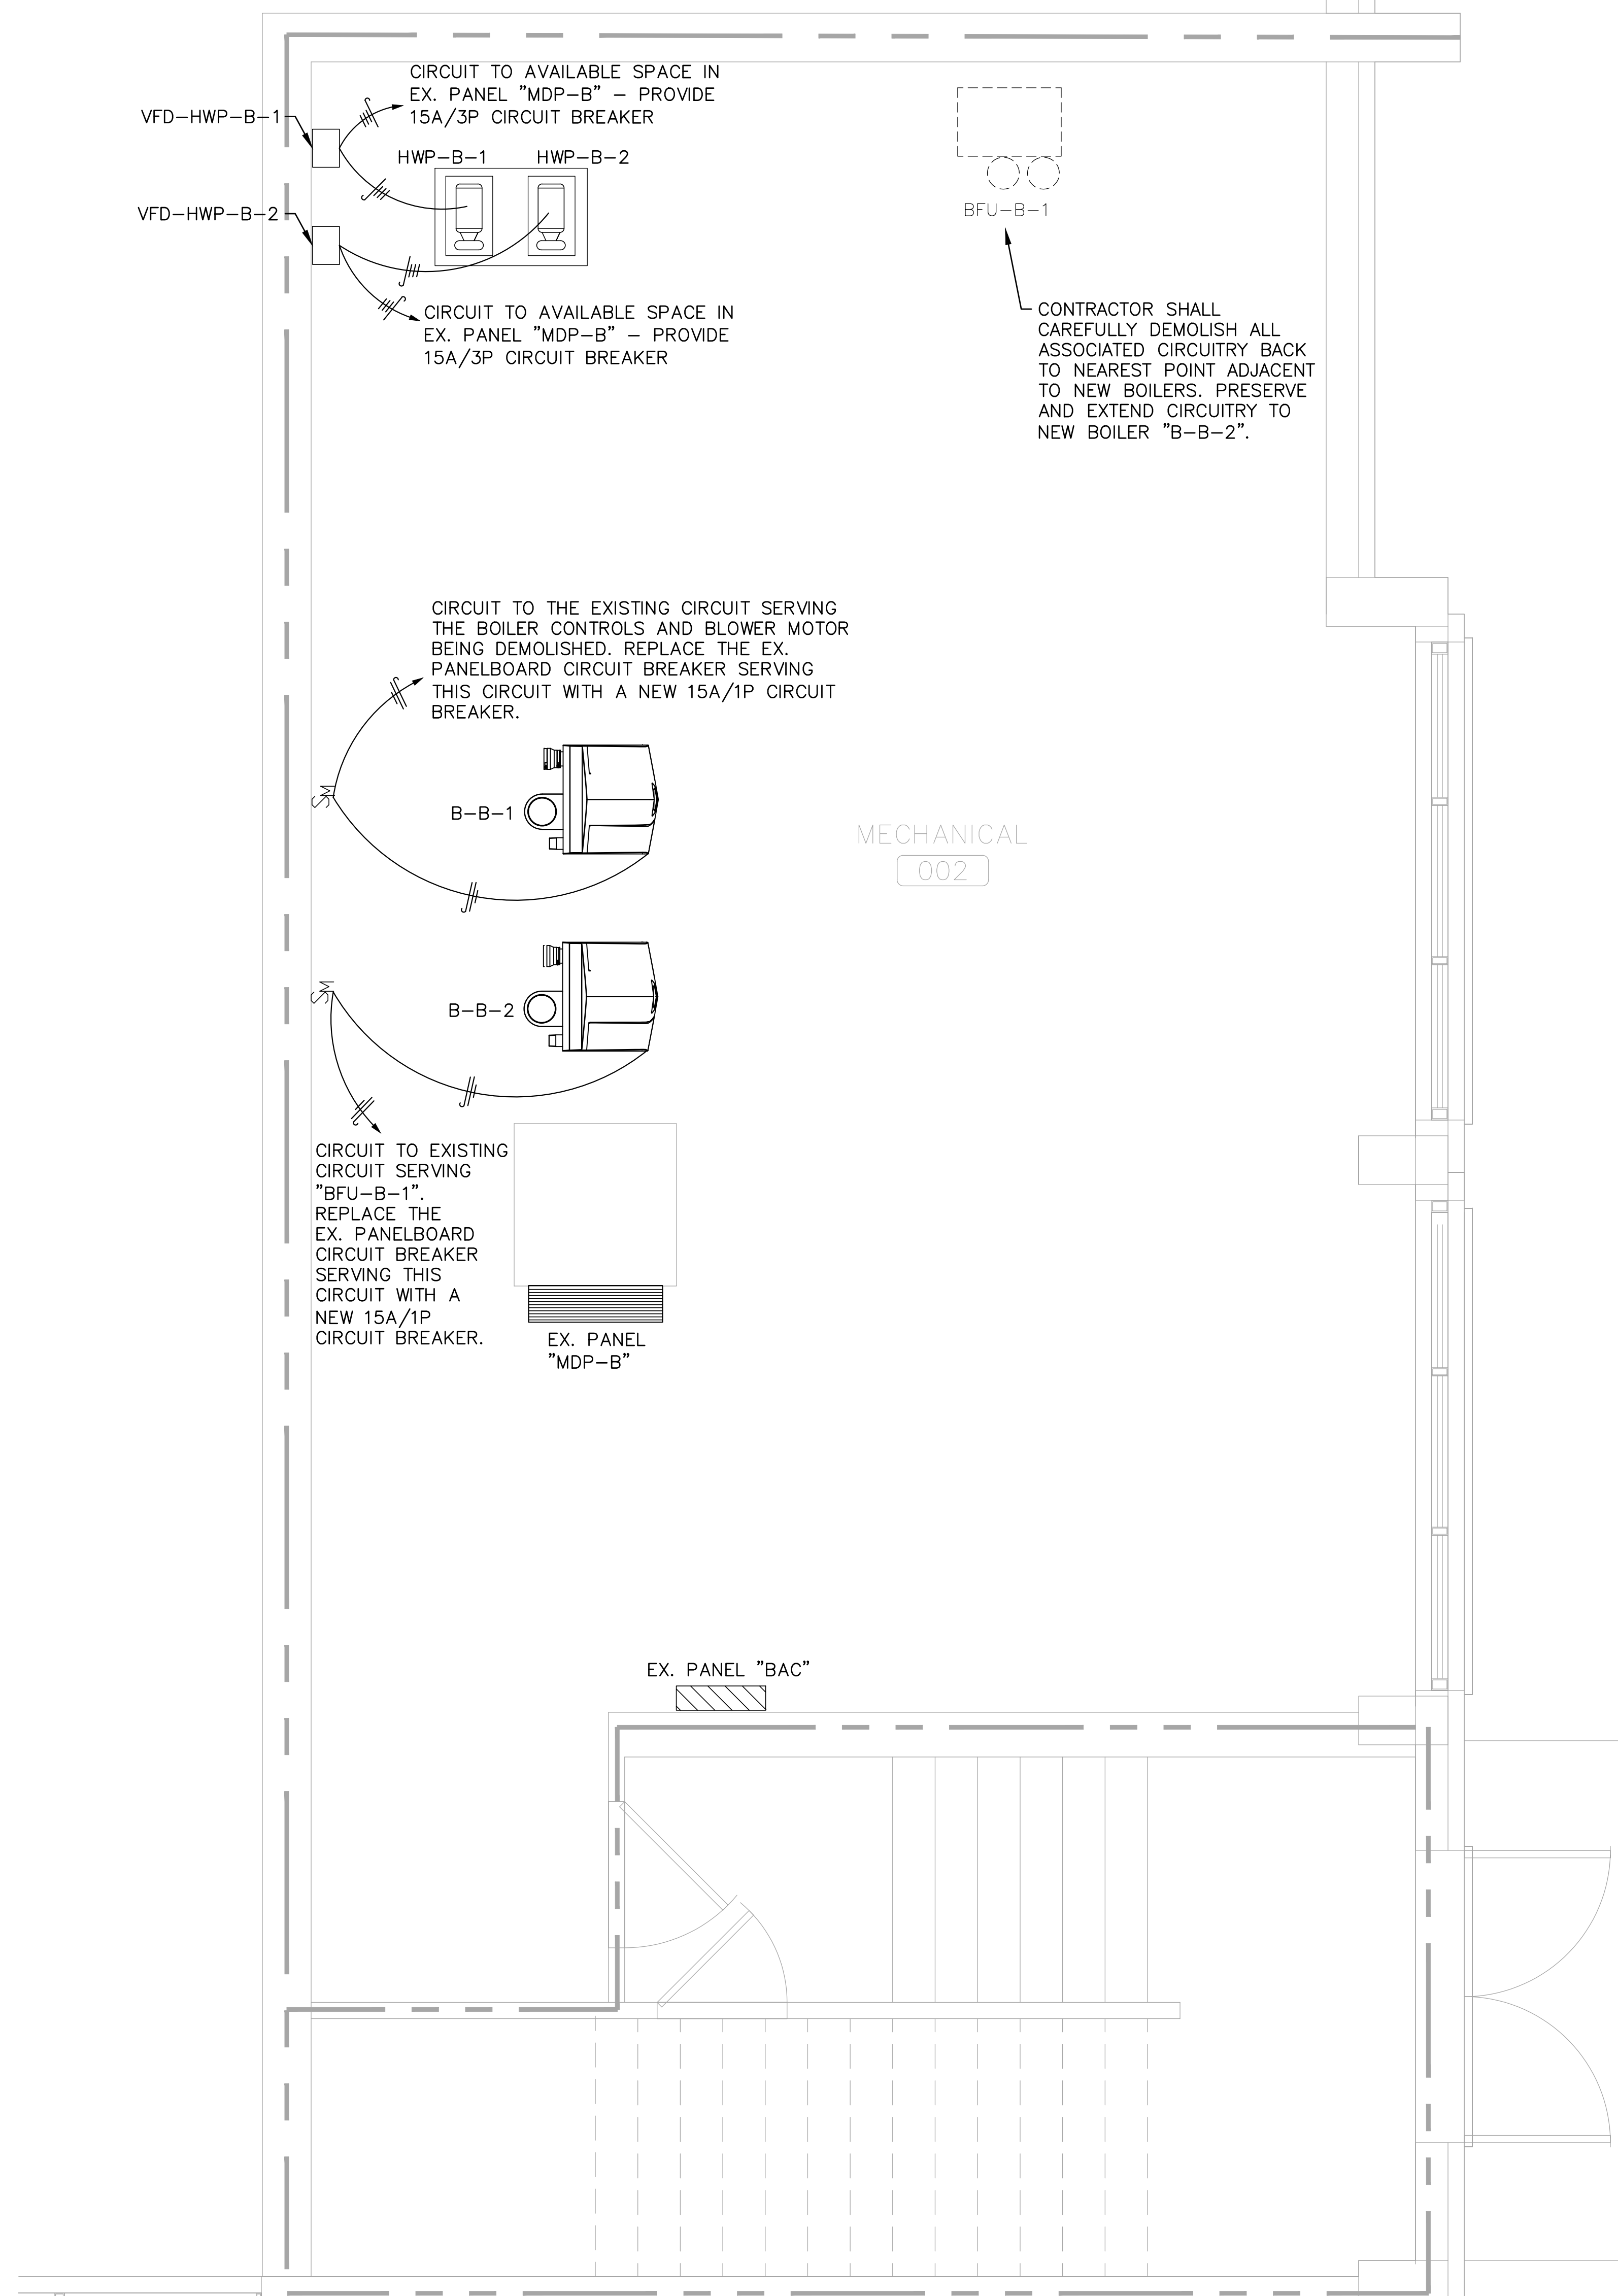 CIRCUIT TO AVAILABLE SPACE IN
EX. PANEL "MDP-B" - PROVIDE
15A/3P CIRCUIT BREAKER
VFD-HWP-B-1
HWP-B-1
HWP-B-2
VFD-HWP-B-2
BFU-B-1
CIRCUIT TO AVAILABLE SPACE IN
EX. PANEL "MDP-B" - PROVIDE
15A/3P CIRCUIT BREAKER
CONTRACTOR SHALL
CAREFULLY DEMOLISH ALL
ASSOCIATED CIRCUITRY BACK
TO NEAREST POINT ADJACENT
TO NEW BOILERS. PRESERVE
AND EXTEND CIRCUITRY TO
NEW BOILER "B-B-2".
CIRCUIT TO THE EXISTING CIRCUIT SERVING
THE BOILER CONTROLS AND BLOWER MOTOR
BEING DEMOLISHED. REPLACE THE EX.
PANELBOARD CIRCUIT BREAKER SERVING
THIS CIRCUIT WITH A NEW 15A/1P CIRCUIT
BREAKER.
SM
B-B-1
MECHANICAL
002
SM
B-B-2
CIRCUIT TO EXISTING
CIRCUIT SERVING
"BFU-B-1".
REPLACE THE
EX. PANELBOARD
CIRCUIT BREAKER
SERVING THIS
CIRCUIT WITH A
NEW 15A/1P
CIRCUIT BREAKER.
EX. PANEL
"MDP-B"
EX. PANEL "BAC"